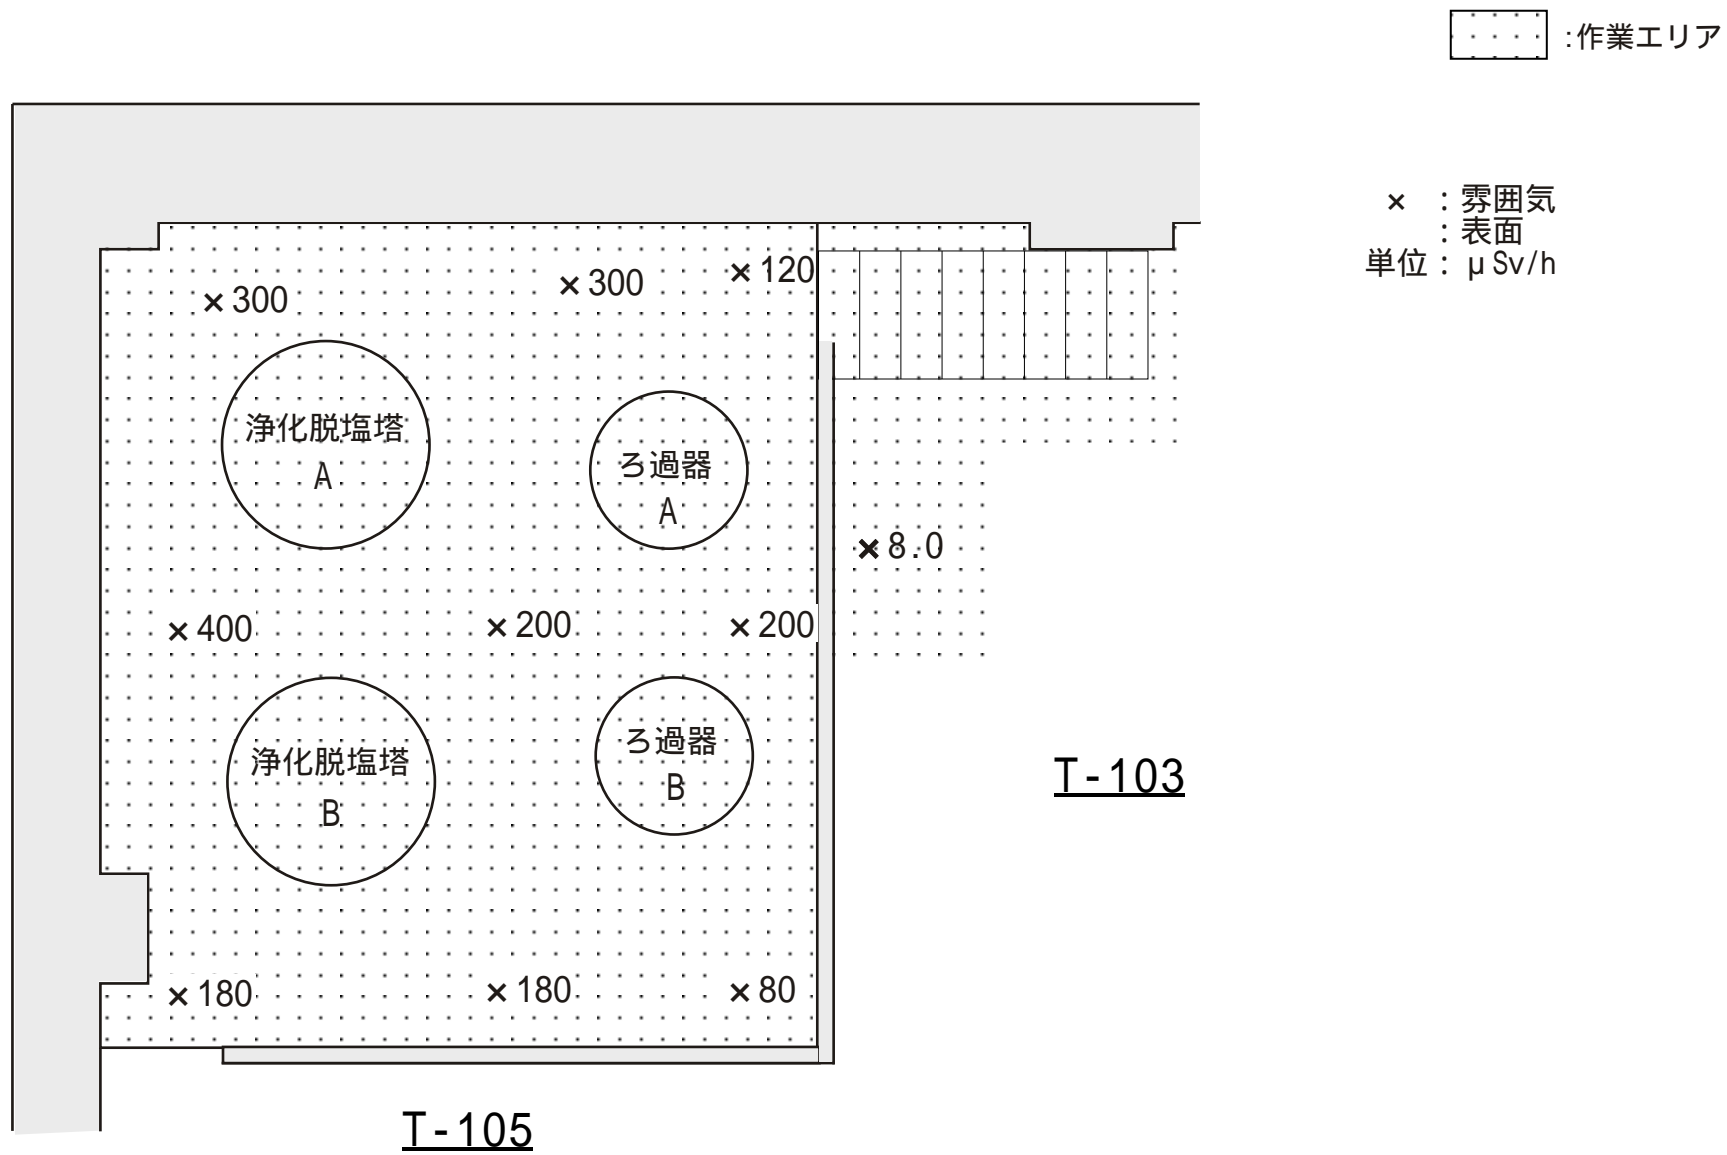 :作業エリア
× :雰囲気
:表面
単位:μSv/h
×300
×300
×120
浄化脱塩塔
A
ろ過器
A
×8.0
×400
×200
×200
浄化脱塩塔
B
ろ過器
B
T-103
×180
×180
×80
T-105